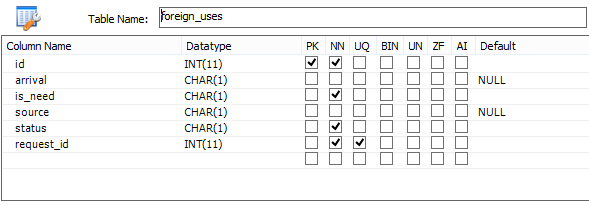 Table Name: foreign_uses
Column Name Datatype PK NN UQ BIN UN ZF AI Default
id INT(11)
arrival CHAR(1) NULL
is_need CHAR(1)
source CHAR(1) NULL
status CHAR(1)
request_id INT(11)